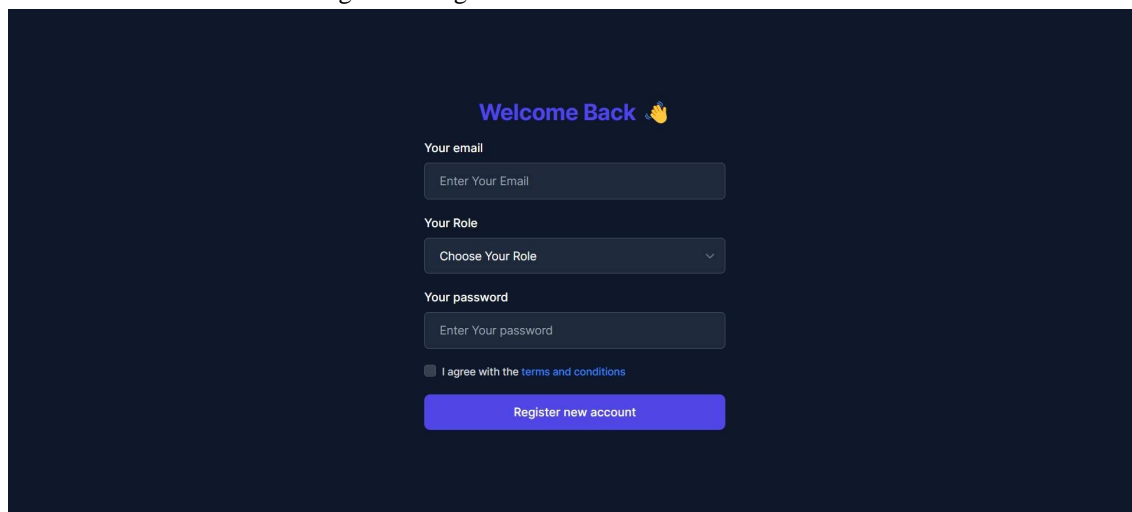 Welcome Back 👋
Your email
Enter Your Email
Your Role
Choose Your Role
Your password
Enter Your password
I agree with the terms and conditions
Register new account